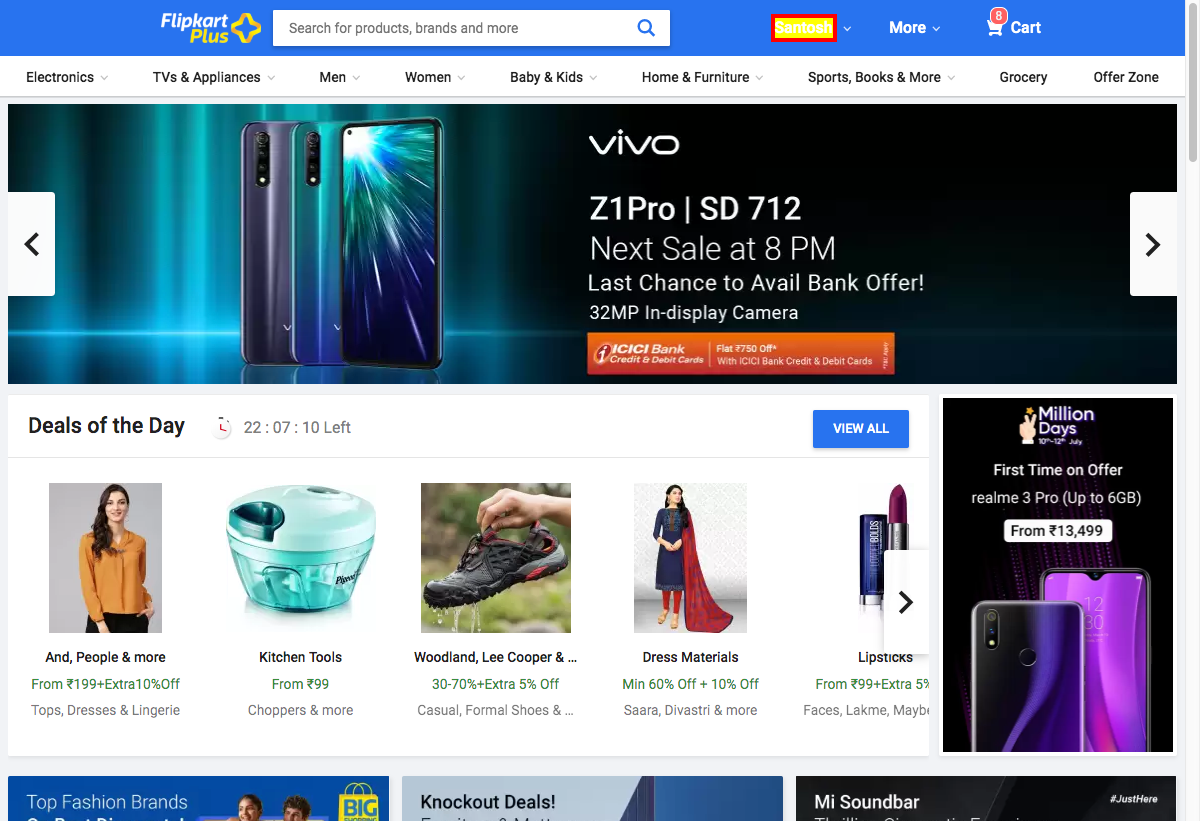 Flipkart
Plus
Search for products, brands and more
Santosh
More
8
Cart
Electronics
TVs & Appliances
Men
Women
Baby & Kids
Home & Furniture
Sports, Books & More
Grocery
Offer Zone
vivo
Z1Pro | SD 712
Next Sale at 8 PM
Last Chance to Avail Bank Offer!
32MP In-display Camera
ICICI Bank
Credit & Debit Cards
Flat ₹750 Off*
With ICICI Bank Credit & Debit Cards
Deals of the Day
22 : 07 : 10 Left
VIEW ALL
Pigeon
And, People & more
From ₹199+Extra10%Off
Tops, Dresses & Lingerie
Kitchen Tools
From ₹99
Choppers & more
Woodland, Lee Cooper & ...
30-70%+Extra 5% Off
Casual, Formal Shoes & ...
Dress Materials
Min 60% Off + 10% Off
Saara, Divastri & more
Lipsticks
From ₹99+Extra 5%
Faces, Lakme, Maybe
Million
Days
10th-12th July
First Time on Offer
realme 3 Pro (Up to 6GB)
From ₹13,499
12
30
Top Fashion Brands
BIG
Knockout Deals!
Mi Soundbar
#JustHere